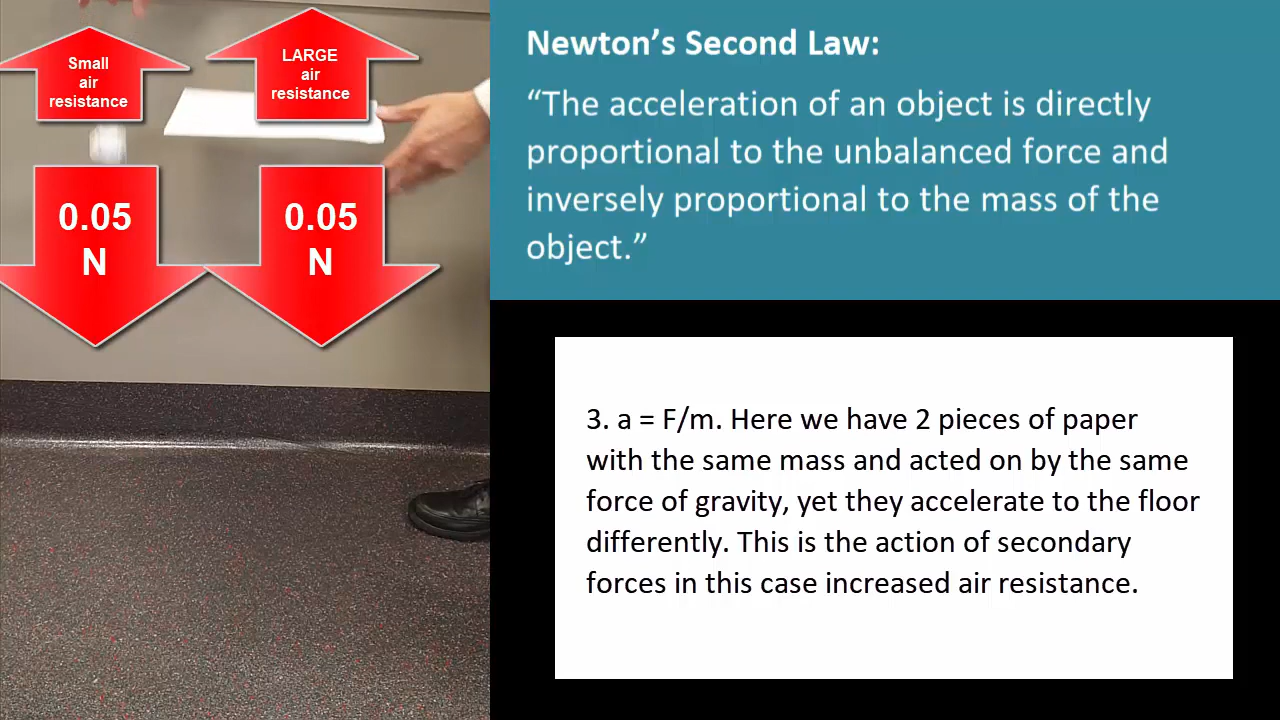 Small
air
resistance
LARGE
air
resistance
0.05
N
0.05
N
Newton’s Second Law:
“The acceleration of an object is directly
proportional to the unbalanced force and
inversely proportional to the mass of the
object.”
3. a = F/m. Here we have 2 pieces of paper
with the same mass and acted on by the same
force of gravity, yet they accelerate to the floor
differently. This is the action of secondary
forces in this case increased air resistance.